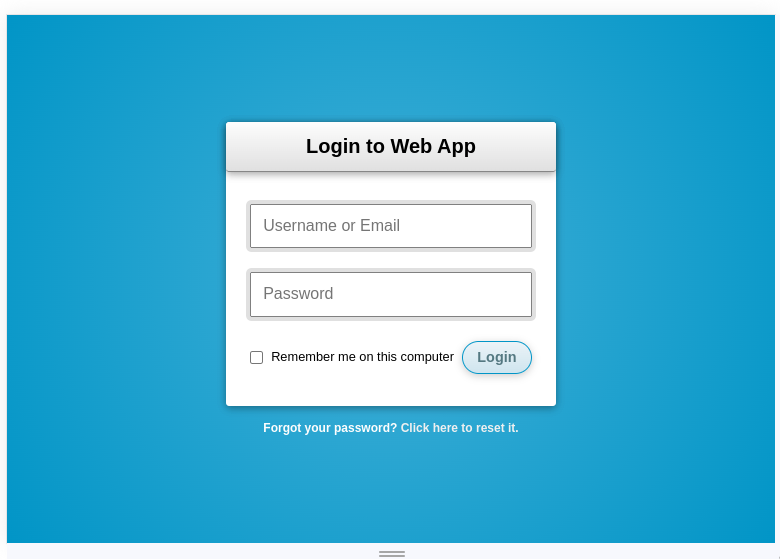 Login to Web App
Username or Email
Password
Remember me on this computer Login
Forgot your password? Click here to reset it.